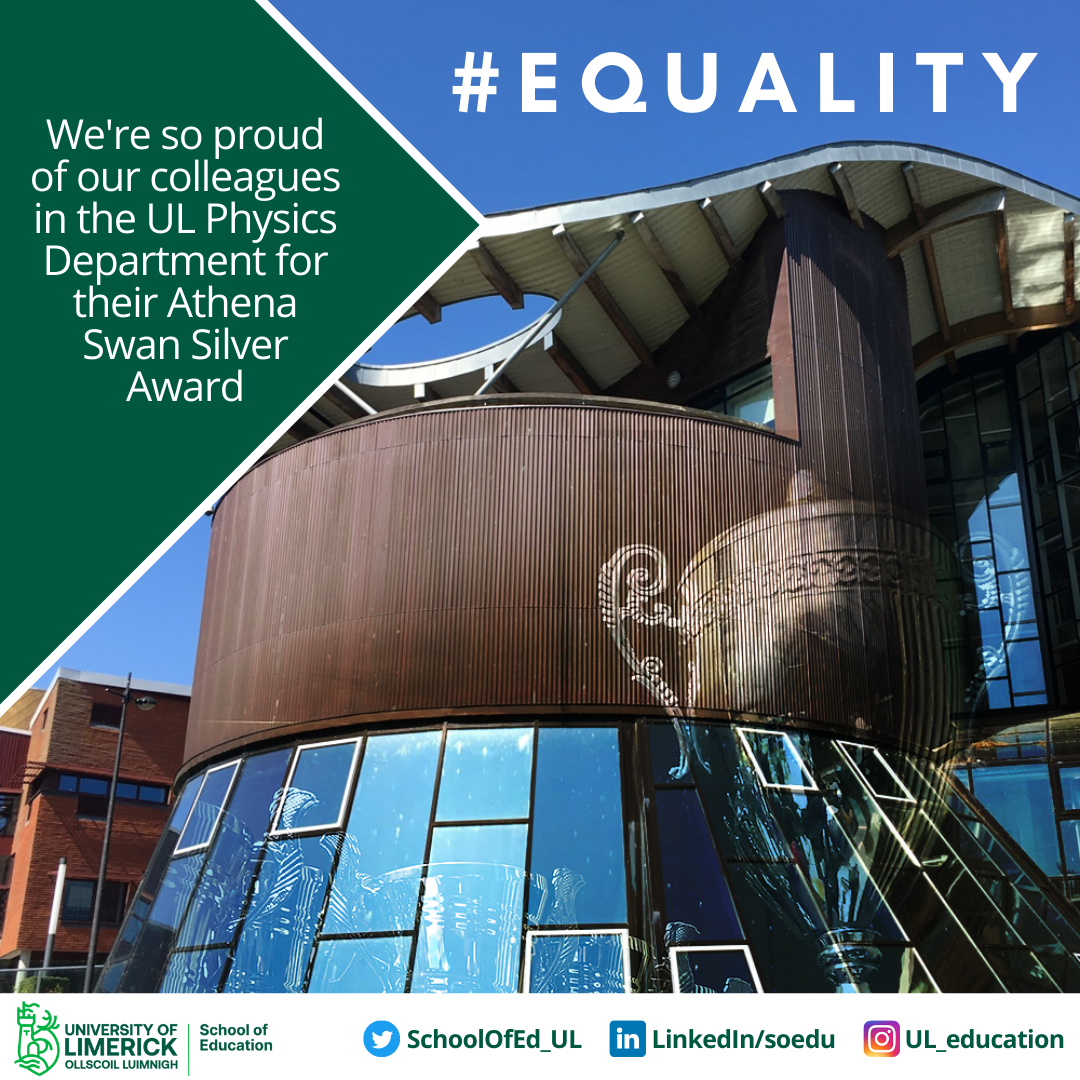 #EQUALITY
We're so proud
of our colleagues
in the UL Physics
Department for
their Athena
Swan Silver
Award
UNIVERSITY OF
LIMERICK
OLLSCOIL LUIMNIGH
School of
Education
SchoolOfEd_UL
LinkedIn/soedu
UL_education